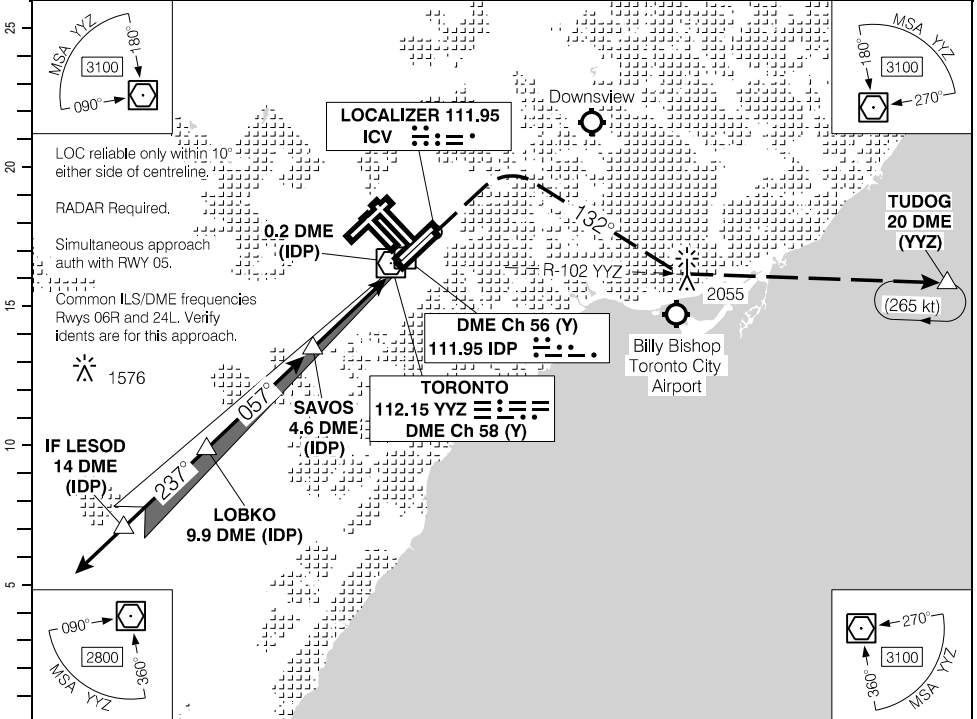 25
20
15
10
5
MSA YYZ
180°
3100
090°
MSA YYZ
180°
3100
270°
LOC reliable only within 10°
either side of centreline.
RADAR Required.
Simultaneous approach
auth with RWY 05.
Common ILS/DME frequencies
Rwys 06R and 24L. Verify
idents are for this approach.
1576
LOCALIZER 111.95
ICV
Downsview
0.2 DME
(IDP)
132°
R-102 YYZ
2055
TUDOG
20 DME
(YYZ)
(265 kt)
DME Ch 56 (Y)
111.95 IDP
Billy Bishop
Toronto City
Airport
TORONTO
112.15 YYZ
DME Ch 58 (Y)
057°
SAVOS
4.6 DME
(IDP)
IF LESOD
14 DME
(IDP)
237°
LOBKO
9.9 DME (IDP)
090°
2800
360°
MSA YYZ
270°
3100
360°
MSA YYZ